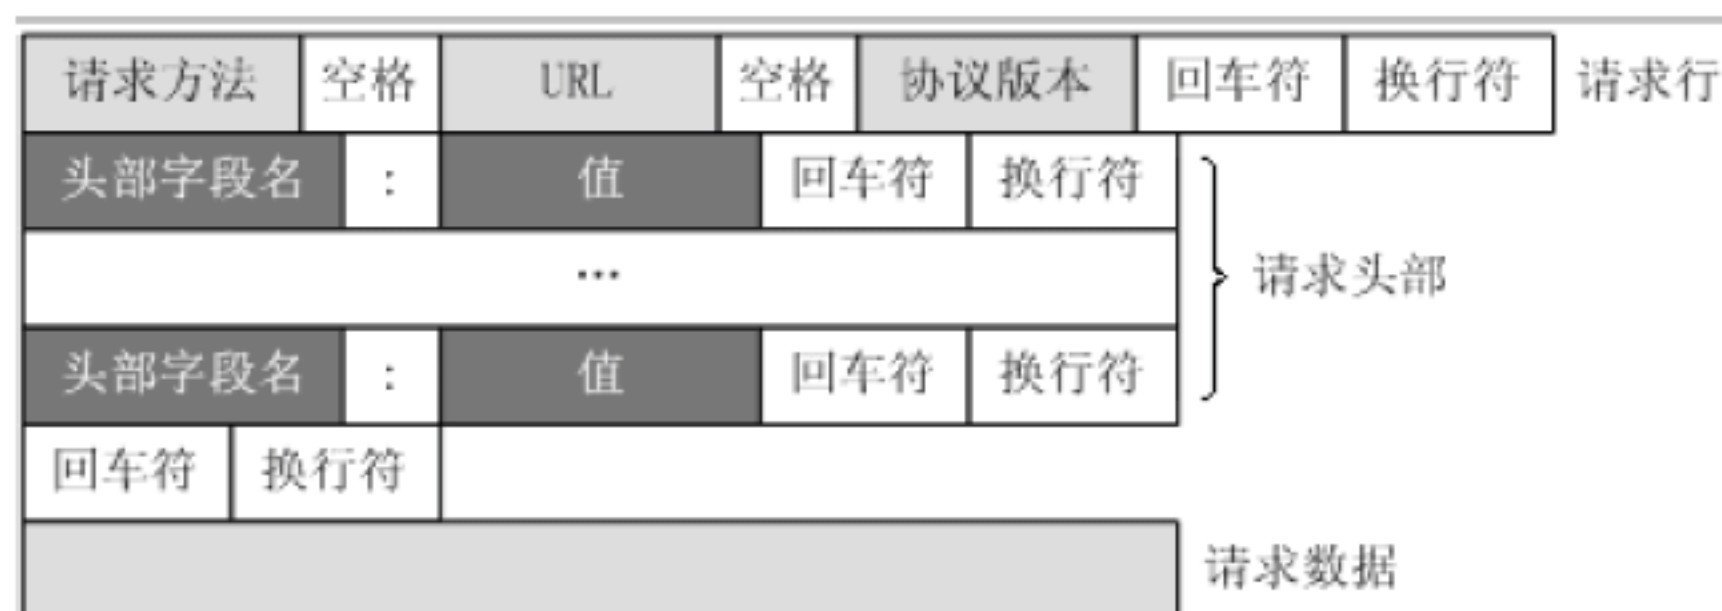 请求方法 空格 URL 空格 协议版本 回车符 换行符 请求行
头部字段名 : 值 回车符 换行符
... 请求头部
头部字段名 : 值 回车符 换行符
回车符 换行符
请求数据